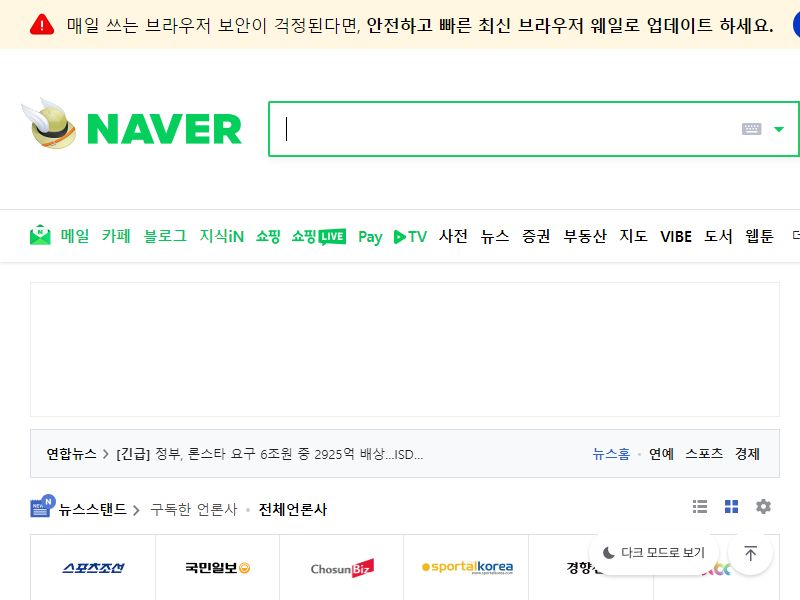 매일 쓰는 브라우저 보안이 걱정된다면, 안전하고 빠른 최신 브라우저 웨일로 업데이트 하세요.
NAVER
메일 카페 블로그 지식iN 쇼핑 쇼핑LIVE Pay TV 사전 뉴스 증권 부동산 지도 VIBE 도서 웹툰
연합뉴스 > [긴급] 정부, 론스타 요구 6조원 중 2925억 배상...ISD... 뉴스홈 · 연예 스포츠 경제
뉴스스탠드 > 구독한 언론사 · 전체언론사
스포츠조선 국민일보 ChosunBiz sportalkorea 경향신
www.sportalkorea.com
다크 모드로 보기